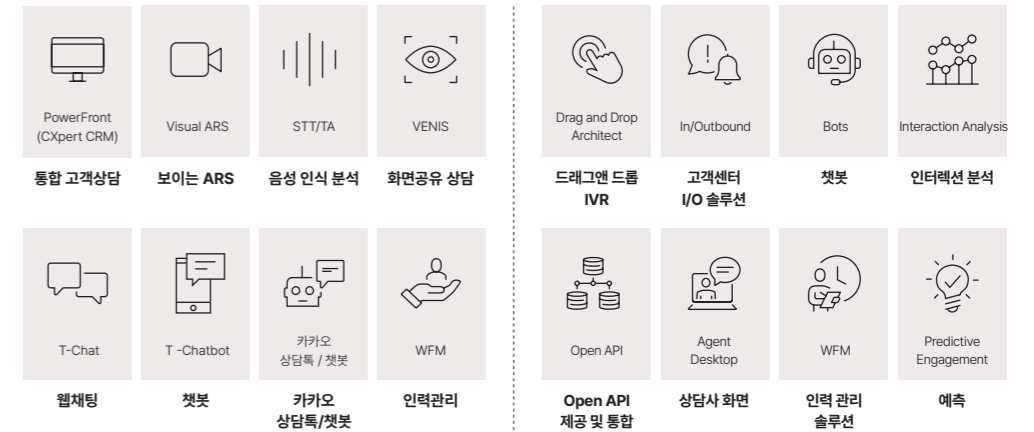 PowerFront
(CXpert CRM)
Visual ARS
STT/TA
VENIS
통합 고객상담
보이는 ARS
음성 인식 분석
화면공유 상담
T-Chat
T -Chatbot
카카오
상담톡 / 챗봇
WFM
웹채팅
챗봇
카카오
상담톡/챗봇
인력관리
Drag and Drop
Architect
In/Outbound
Bots
Interaction Analysis
드래그앤 드롭
IVR
고객센터
I/O 솔루션
챗봇
인터렉션 분석
Open API
Agent
Desktop
WFM
Predictive
Engagement
Open API
제공 및 통합
상담사 화면
인력 관리
솔루션
예측